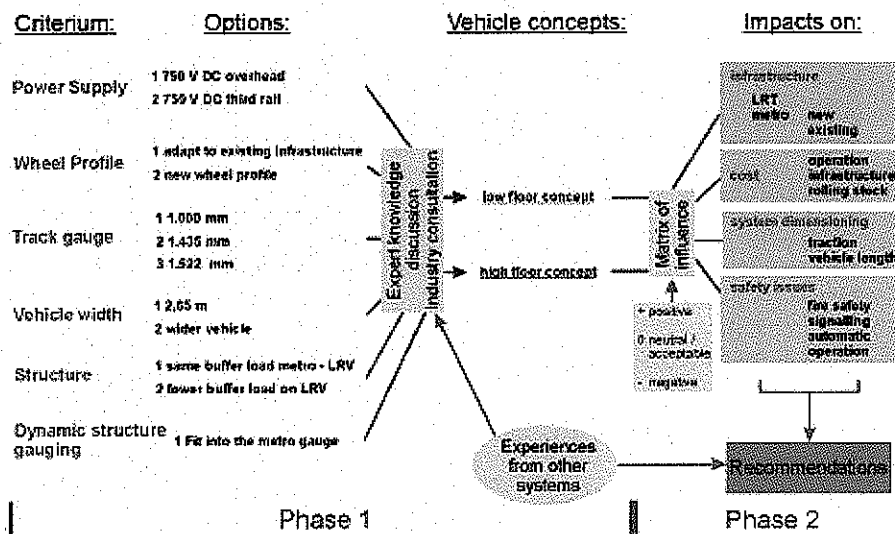 Criterium:
Options:
Vehicle concepts:
Impacts on:
Power Supply
1 750 V DC overhead
2 750 V DC third rail
Wheel Profile
1 adapt to existing Infrastructure
2 new wheel profile
Track gauge
1 1.000 mm
2 1.435 mm
3 1.522 mm
Vehicle width
1 2,65 m
2 wider vehicle
Structure
1 same buffer load metro - LRV
2 lower buffer load on LRV
Dynamic structure
gauging
1 Fit into the metro gauge
Expert knowledge
discussion
Industry consultation
low floor concept
high floor concept
Matrix of
influence
+ positive
0 neutral /
acceptable
- negative
infrastructure
LRT
metro new
existing
cost
operation
infrastructure
rolling stock
system dimensioning
traction
vehicle length
safety issues
fire safety
signalling
automatic
operation
Experiences
from other
systems
Recommendations
Phase 1
Phase 2